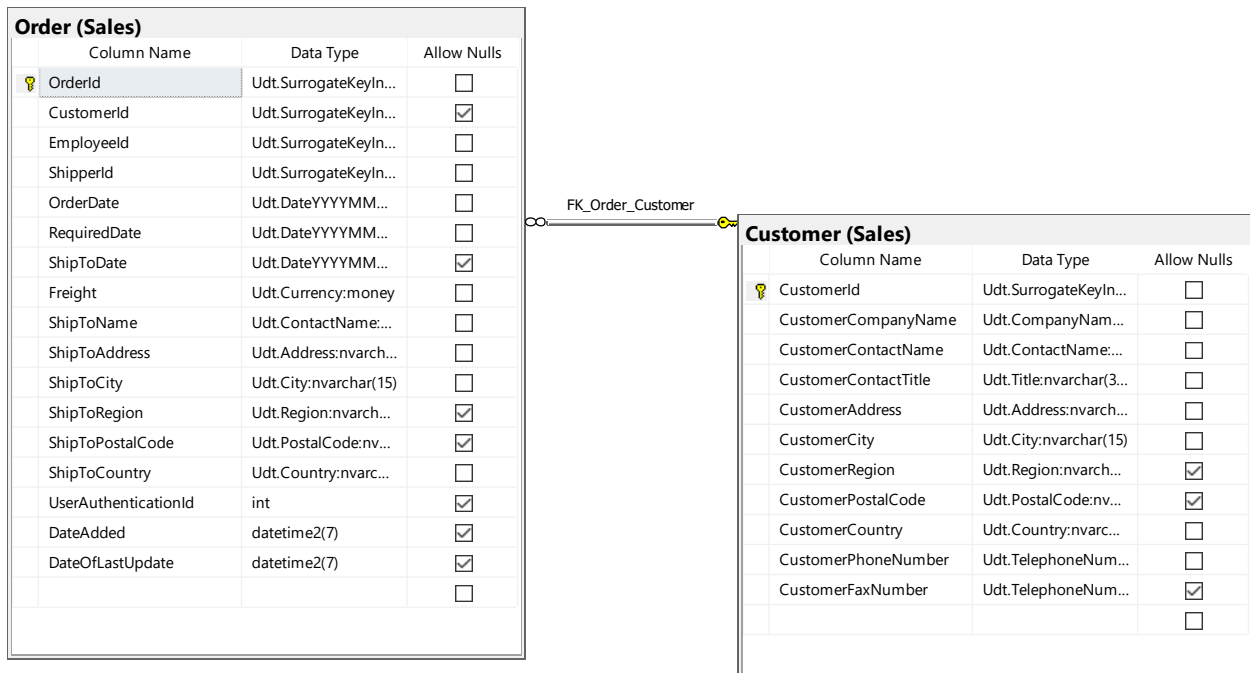 Order (Sales)
Column Name Data Type Allow Nulls
OrderId Udt.SurrogateKeyIn...
CustomerId Udt.SurrogateKeyIn...
EmployeeId Udt.SurrogateKeyIn...
ShipperId Udt.SurrogateKeyIn...
OrderDate Udt.DateYYYYMM...
RequiredDate Udt.DateYYYYMM...
ShipToDate Udt.DateYYYYMM...
Freight Udt.Currency:money
ShipToName Udt.ContactName:...
ShipToAddress Udt.Address:nvarch...
ShipToCity Udt.City:nvarchar(15)
ShipToRegion Udt.Region:nvarch...
ShipToPostalCode Udt.PostalCode:nv...
ShipToCountry Udt.Country:nvarc...
UserAuthenticationId int
DateAdded datetime2(7)
DateOfLastUpdate datetime2(7)
FK_Order_Customer
Customer (Sales)
Column Name Data Type Allow Nulls
CustomerId Udt.SurrogateKeyIn...
CustomerCompanyName Udt.CompanyNam...
CustomerContactName Udt.ContactName:...
CustomerContactTitle Udt.Title:nvarchar(3...
CustomerAddress Udt.Address:nvarch...
CustomerCity Udt.City:nvarchar(15)
CustomerRegion Udt.Region:nvarch...
CustomerPostalCode Udt.PostalCode:nv...
CustomerCountry Udt.Country:nvarc...
CustomerPhoneNumber Udt.TelephoneNum...
CustomerFaxNumber Udt.TelephoneNum...